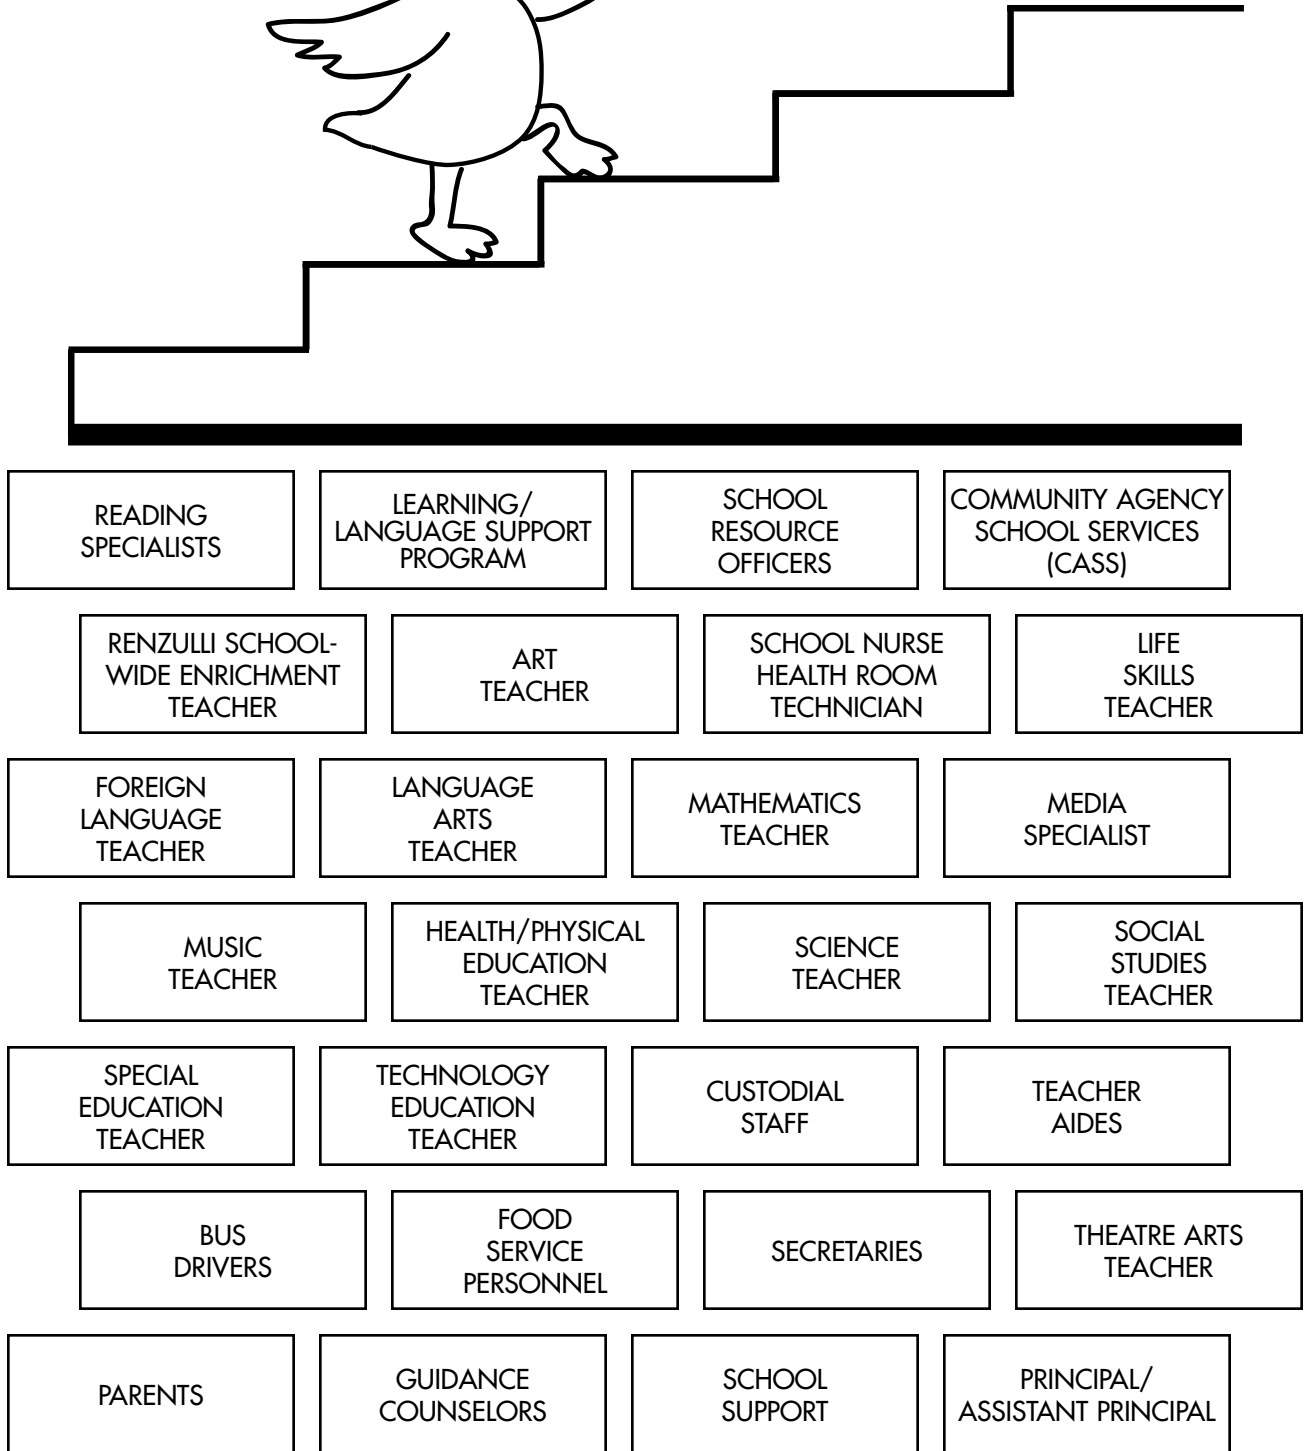 READING
SPECIALISTS
LEARNING/
LANGUAGE SUPPORT
PROGRAM
SCHOOL
RESOURCE
OFFICERS
COMMUNITY AGENCY
SCHOOL SERVICES
(CASS)
RENZULLI SCHOOL-
WIDE ENRICHMENT
TEACHER
ART
TEACHER
SCHOOL NURSE
HEALTH ROOM
TECHNICIAN
LIFE
SKILLS
TEACHER
FOREIGN
LANGUAGE
TEACHER
LANGUAGE
ARTS
TEACHER
MATHEMATICS
TEACHER
MEDIA
SPECIALIST
MUSIC
TEACHER
HEALTH/PHYSICAL
EDUCATION
TEACHER
SCIENCE
TEACHER
SOCIAL
STUDIES
TEACHER
SPECIAL
EDUCATION
TEACHER
TECHNOLOGY
EDUCATION
TEACHER
CUSTODIAL
STAFF
TEACHER
AIDES
BUS
DRIVERS
FOOD
SERVICE
PERSONNEL
SECRETARIES
THEATRE ARTS
TEACHER
PARENTS
GUIDANCE
COUNSELORS
SCHOOL
SUPPORT
PRINCIPAL/
ASSISTANT PRINCIPAL